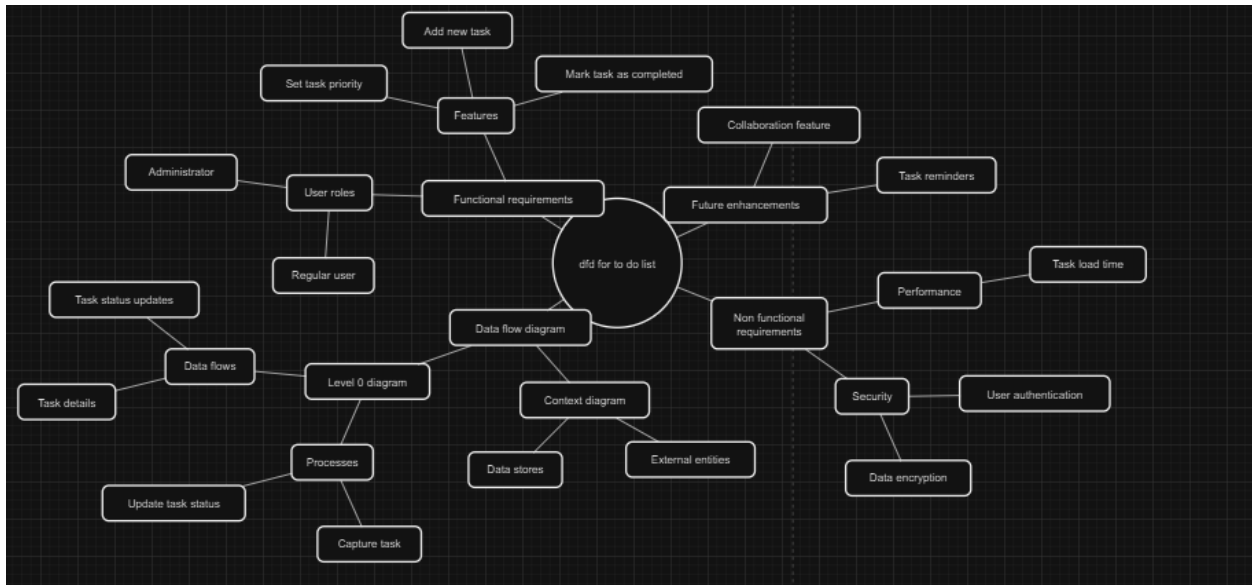 Add new task
Mark task as completed
Set task priority
Features
Collaboration feature
Administrator
User roles
Functional requirements
Task reminders
Future enhancements
dfd for to do list
Regular user
Task load time
Performance
Task status updates
Non functional
requirements
Data flow diagram
Data flows
Level 0 diagram
Task details
Context diagram
Security
User authentication
Processes
Data stores
External entities
Data encryption
Update task status
Capture task